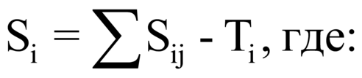 Sᵢ = ∑Sᵢⱼ - Tᵢ, где: